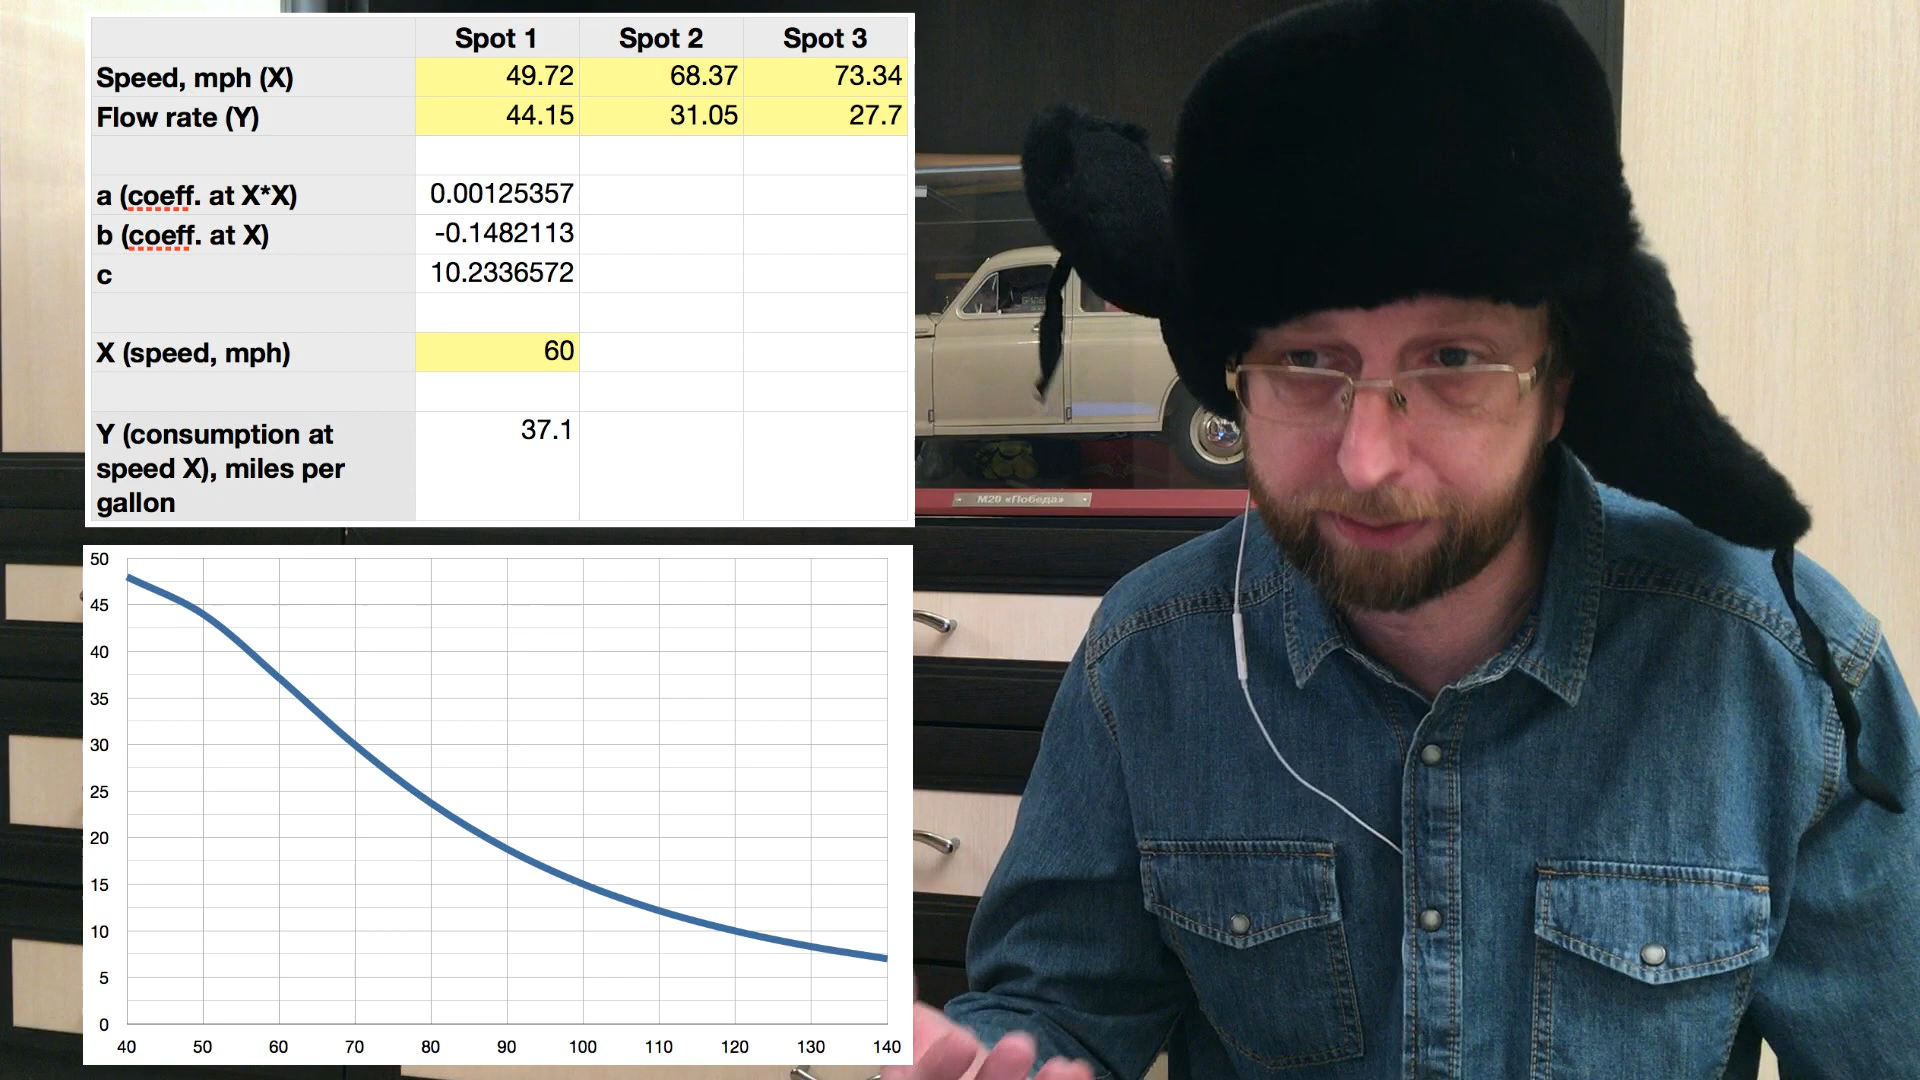 Spot 1 Spot 2 Spot 3
Speed, mph (X) 49.72 68.37 73.34
Flow rate (Y) 44.15 31.05 27.7
a (coeff. at X*X) 0.00125357
b (coeff. at X) -0.1482113
c 10.2336572
X (speed, mph) 60
Y (consumption at 37.1
speed X), miles per
gallon
50
45
40
35
30
25
20
15
10
5
0
40 50 60 70 80 90 100 110 120 130 140
М20 «Победа»